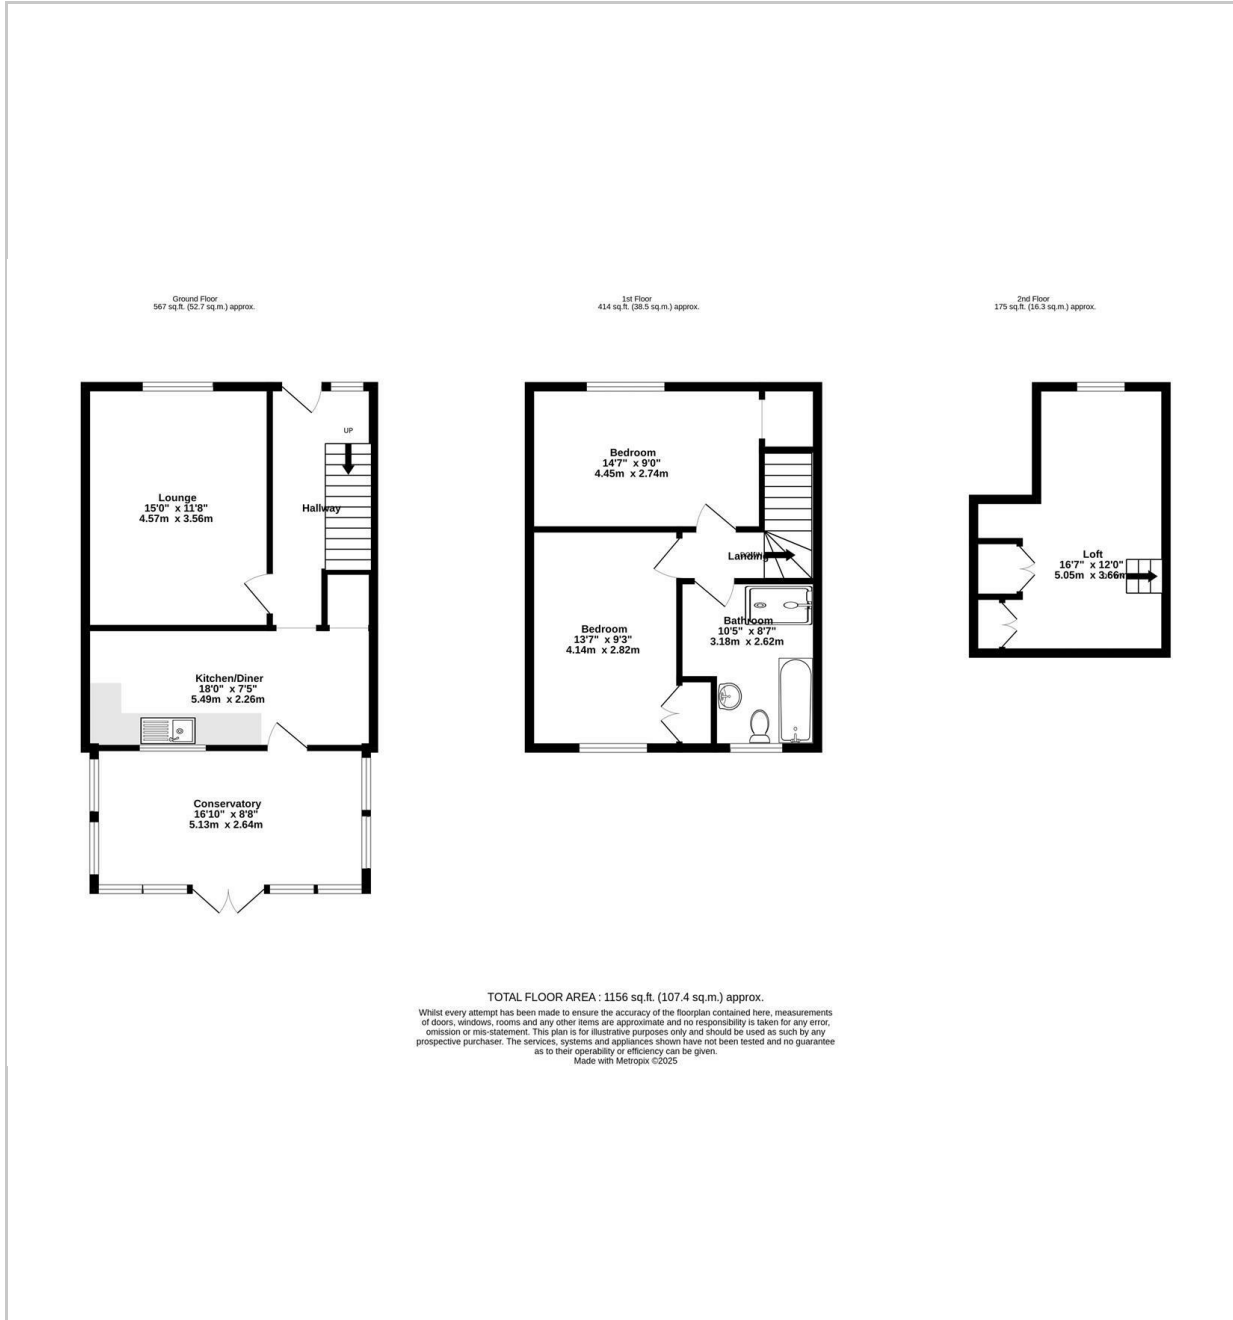 Ground Floor
567 sq.ft. (52.7 sq.m.) approx.
1st Floor
414 sq.ft. (38.5 sq.m.) approx.
2nd Floor
175 sq.ft. (16.3 sq.m.) approx.
UP
Lounge
15'0" x 11'8"
4.57m x 3.56m
Hallway
Kitchen/Diner
18'0" x 7'5"
5.49m x 2.26m
Conservatory
16'10" x 8'8"
5.13m x 2.64m
Bedroom
14'7" x 9'0"
4.45m x 2.74m
Landing
Bedroom
13'7" x 9'3"
4.14m x 2.82m
Bathroom
10'5" x 8'7"
3.18m x 2.62m
Loft
16'7" x 12'0"
5.05m x 3.66m
TOTAL FLOOR AREA : 1156 sq.ft. (107.4 sq.m.) approx.
Whilst every attempt has been made to ensure the accuracy of the floorplan contained here, measurements
of doors, windows, rooms and any other items are approximate and no responsibility is taken for any error,
omission or mis-statement. This plan is for illustrative purposes only and should be used as such by any
prospective purchaser. The services, systems and appliances shown have not been tested and no guarantee
as to their operability or efficiency can be given.
Made with Metropix ©2025